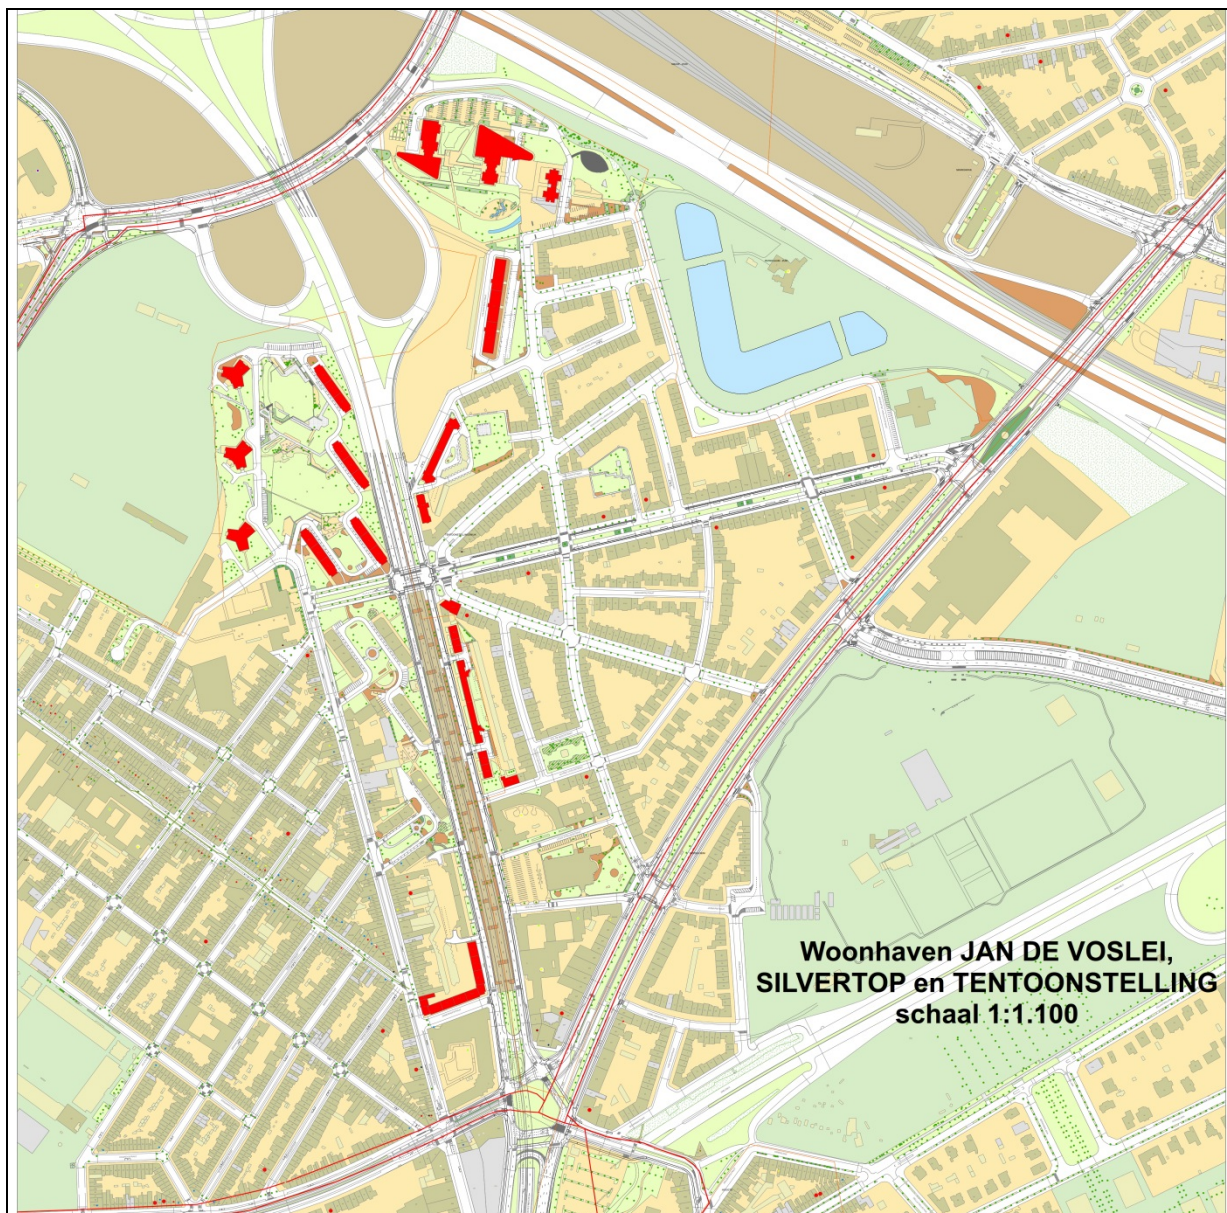 Woonhaven JAN DE VOSLEI,
SILVERTOP en TENTOONSTELLING
schaal 1:1.100